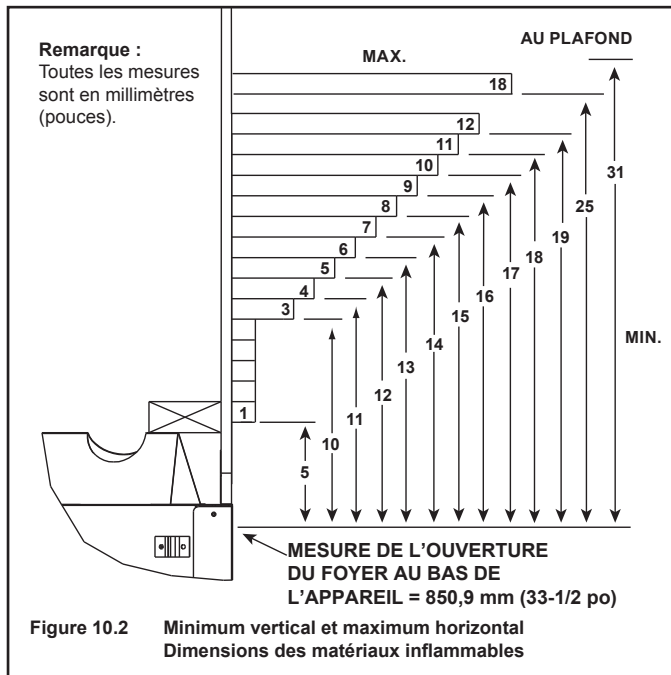 Remarque :
Toutes les mesures
sont en millimètres
(pouces).
AU PLAFOND
MAX.
18
12
11
10
9
8
7
6
5
4
3
1
5
10
11
12
13
14
15
16
17
18
19
25
31
MIN.
MESURE DE L’OUVERTURE
DU FOYER AU BAS DE
L’APPAREIL = 850,9 mm (33-1/2 po)
Figure 10.2 Minimum vertical et maximum horizontal
Dimensions des matériaux inflammables